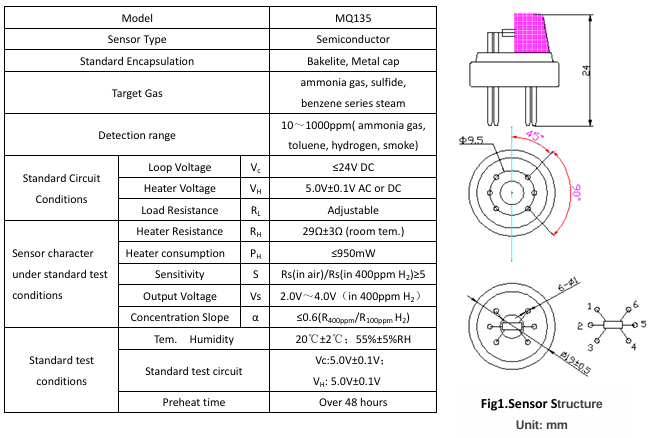 Model MQ135
Sensor Type Semiconductor
Standard Encapsulation Bakelite, Metal cap
Target Gas ammonia gas, sulfide,
benzene series steam
Detection range 10~1000ppm( ammonia gas,
toluene, hydrogen, smoke)
Standard Circuit
Conditions
Loop Voltage Vc ≤24V DC
Heater Voltage VH 5.0V±0.1V AC or DC
Load Resistance RL Adjustable
Sensor character
under standard test
conditions
Heater Resistance RH 29Ω±3Ω (room tem.)
Heater consumption PH ≤950mW
Sensitivity S Rs(in air)/Rs(in 400ppm H2)≥5
Output Voltage Vs 2.0V~4.0V（in 400ppm H2）
Concentration Slope α ≤0.6(R400ppm/R100ppm H2)
Standard test
conditions
Tem. Humidity 20℃±2℃；55%±5%RH
Standard test circuit Vc:5.0V±0.1V；
VH: 5.0V±0.1V
Preheat time Over 48 hours
24
φ9.5
45°
90°
6-ø1
ø19±0.5
1
2
3
4
5
6
Fig1.Sensor Structure
Unit: mm